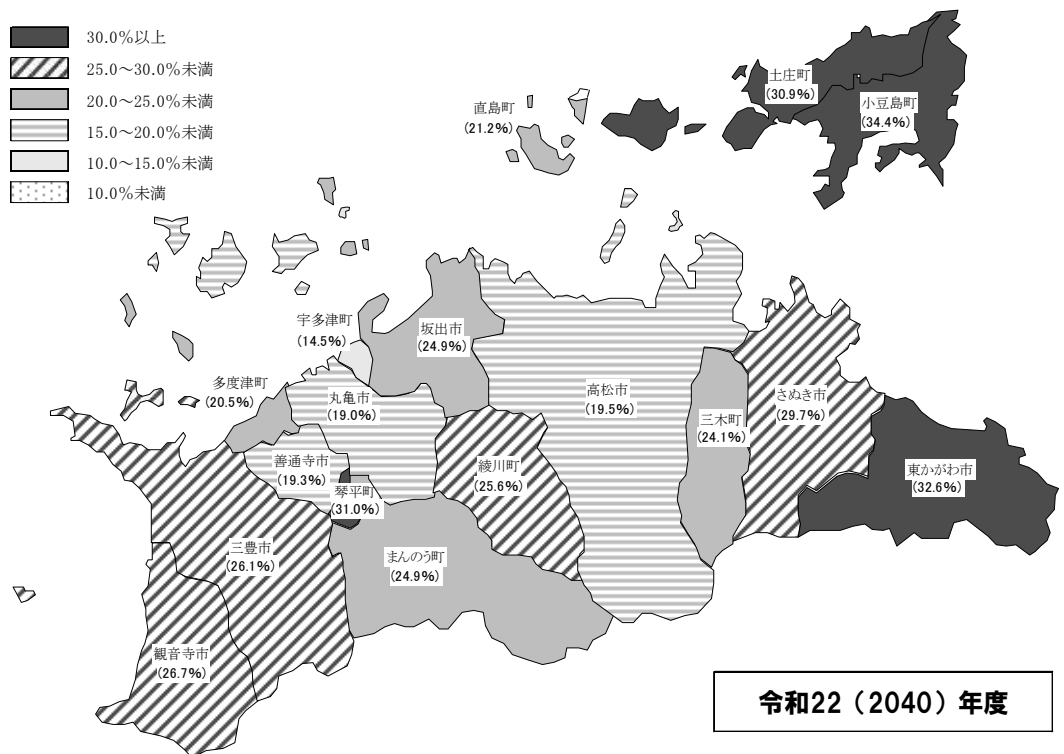 30.0%以上
25.0～30.0%未満
20.0～25.0%未満
15.0～20.0%未満
10.0～15.0%未満
10.0%未満
土庄町
(30.9%)
小豆島町
(34.4%)
直島町
(21.2%)
宇多津町
(14.5%)
坂出市
(24.9%)
多度津町
(20.5%)
丸亀市
(19.0%)
高松市
(19.5%)
三木町
(24.1%)
さぬき市
(29.7%)
善通寺市
(19.3%)
琴平町
(31.0%)
綾川町
(25.6%)
東かがわ市
(32.6%)
三豊市
(26.1%)
まんのう町
(24.9%)
観音寺市
(26.7%)
令和22（2040）年度